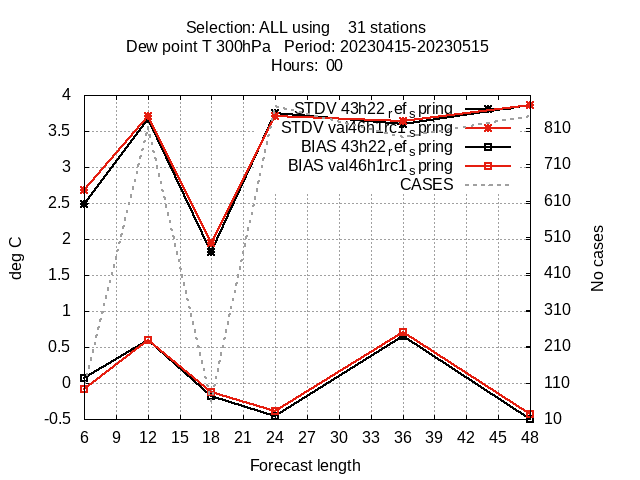 Selection: ALL using    31 stations
Dew point T 300hPa   Period: 20230415-20230515
Hours:  00
4
3.5
3
2.5
2
1.5
1
0.5
0
-0.5
deg C
STDV 43h22_ref_spring
STDV val46h1rc1_spring
BIAS 43h22_ref_spring
BIAS val46h1rc1_spring
CASES
810
710
610
510
410
310
210
110
10
No cases
6 9 12 15 18 21 24 27 30 33 36 39 42 45 48
Forecast length